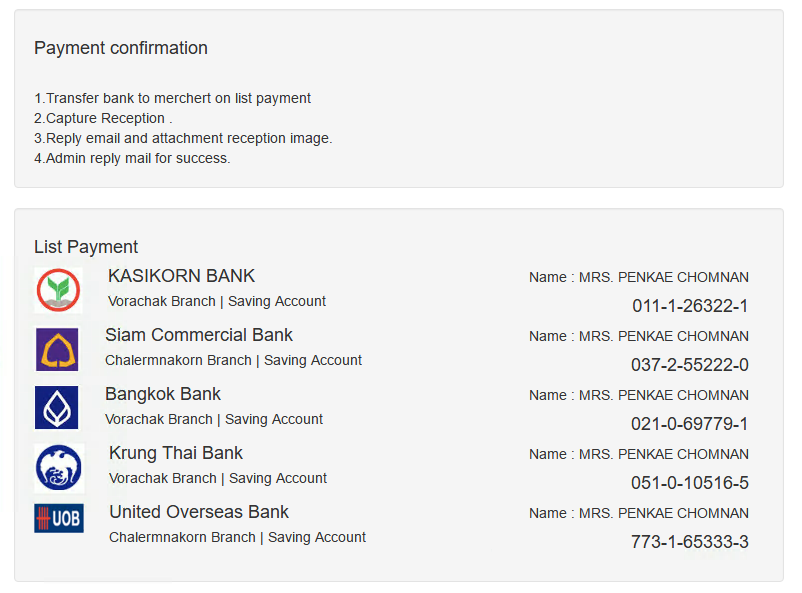 Payment confirmation
1.Transfer bank to merchert on list payment
2.Capture Reception .
3.Reply email and attachment reception image.
4.Admin reply mail for success.
List Payment
KASIKORN BANK
Name : MRS. PENKAE CHOMNAN
Vorachak Branch | Saving Account
011-1-26322-1
Siam Commercial Bank
Name : MRS. PENKAE CHOMNAN
Chalermnakorn Branch | Saving Account
037-2-55222-0
Bangkok Bank
Name : MRS. PENKAE CHOMNAN
Vorachak Branch | Saving Account
021-0-69779-1
Krung Thai Bank
Name : MRS. PENKAE CHOMNAN
Vorachak Branch | Saving Account
051-0-10516-5
UOB
United Overseas Bank
Name : MRS. PENKAE CHOMNAN
Chalermnakorn Branch | Saving Account
773-1-65333-3